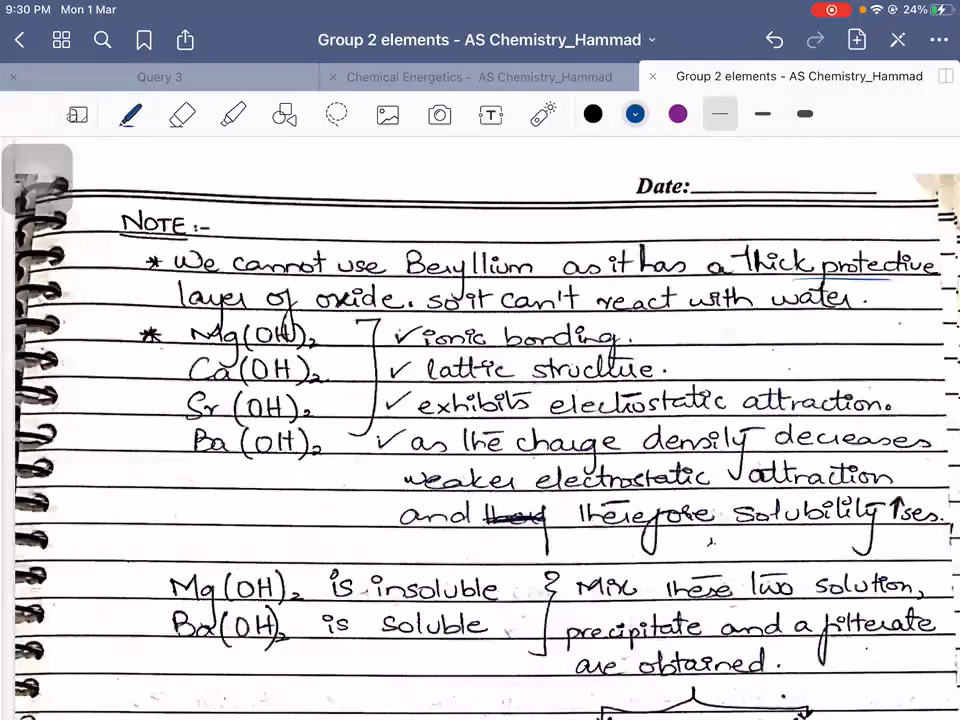 9:30 PM Mon 1 Mar
24%
Group 2 elements - AS Chemistry_Hammad
Query 3
Chemical Energetics - AS Chemistry_Hammad
Group 2 elements - AS Chemistry_Hammad
Date:
NOTE:-
* We cannot use Beryllium as it has a thick protective
layer of oxide. so it can't react with water.
* Mg(OH)₂ ✓ ionic bonding.
Ca(OH)₂ ✓ lattic structure.
Sr(OH)₂ ✓ exhibits electrostatic attraction.
Ba(OH)₂ ✓ as the charge density decreases
weaker electrostatic attraction
and therefore solubility ↑ses.
Mg(OH)₂ is insoluble } Mix these two solution,
Ba(OH)₂ is soluble precipitate and a filterate
are obtained.